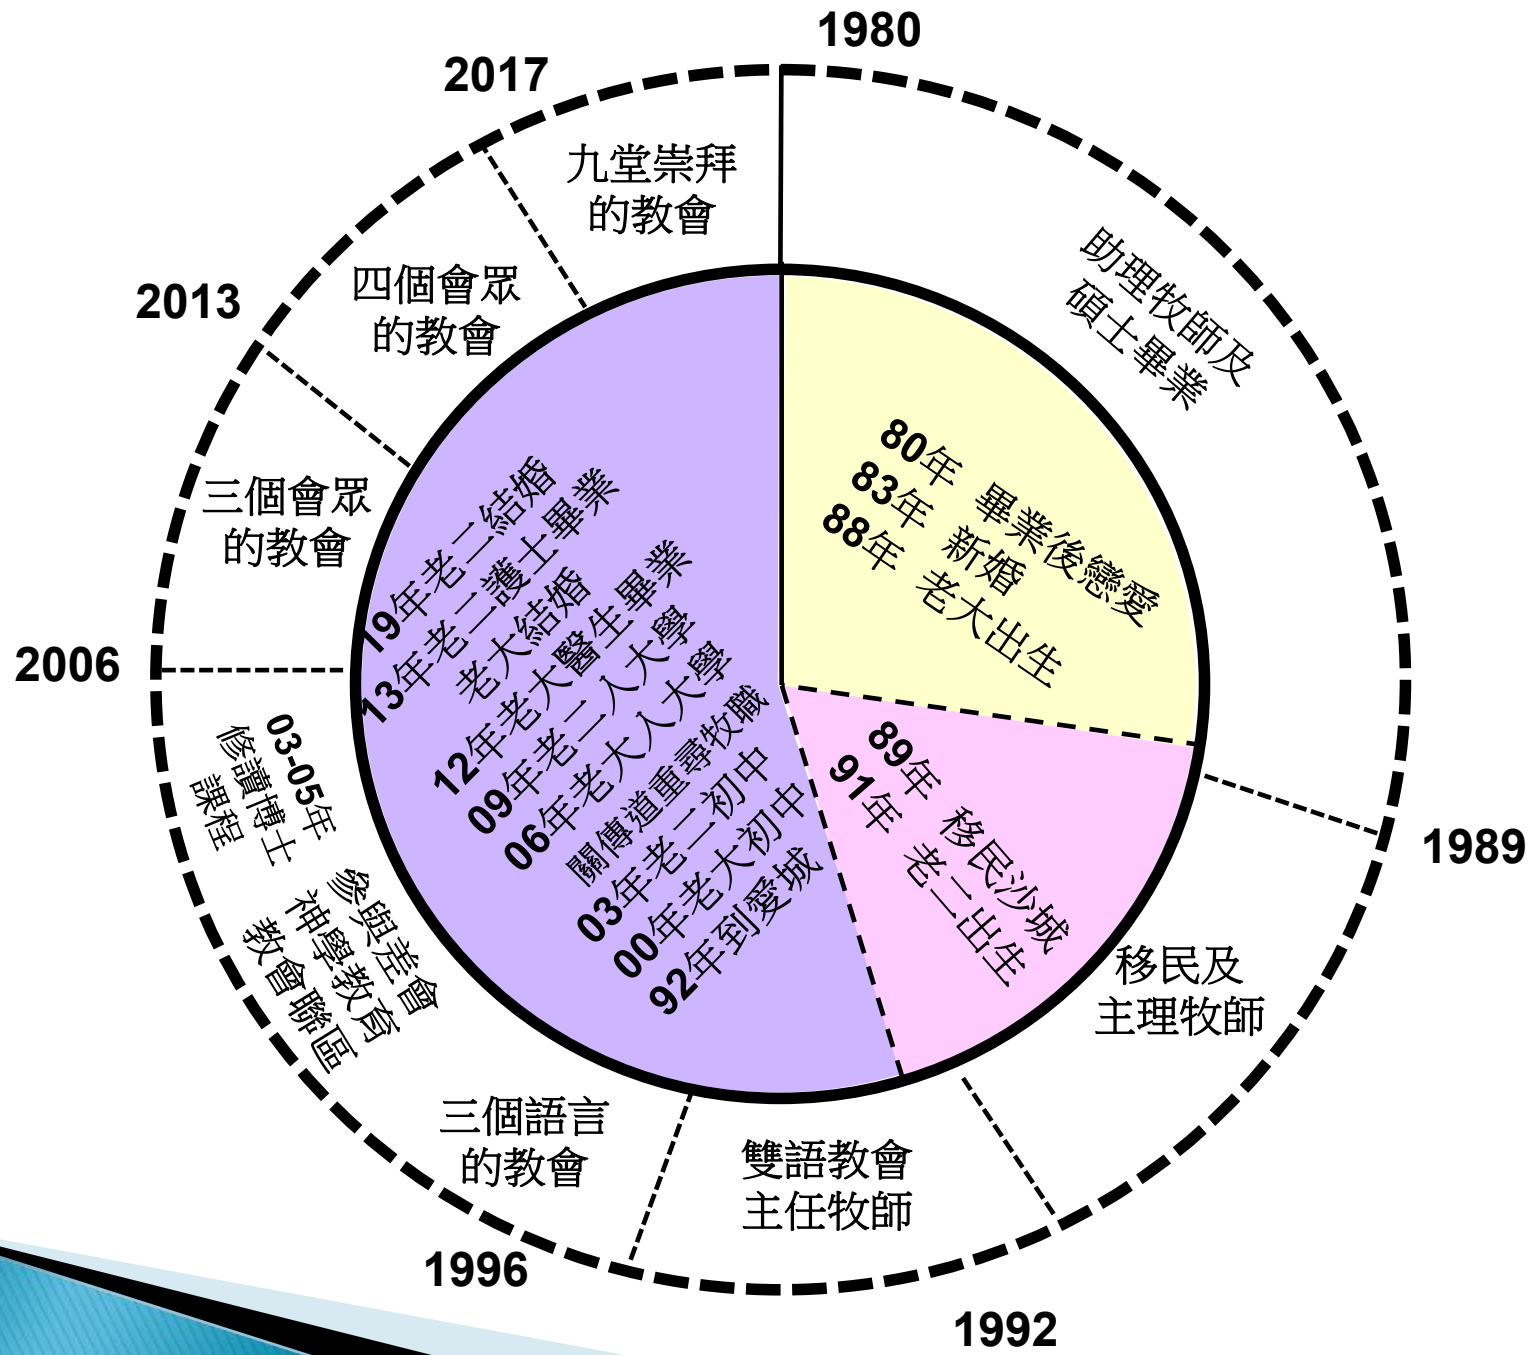 1980
助理牧師及
碩士畢業
1989
移民及
主理牧師
1992
雙語教會
主任牧師
1996
三個語言
的教會
參與差會
神學教育
教會聯區
03-05年
修讀博士
課程
2006
三個會眾
的教會
2013
四個會眾
的教會
2017
九堂崇拜
的教會
80年 畢業後戀愛
83年 新婚
88年 老大出生
89年 移民沙城
91年 老二出生
19年老二結婚
13年老二護士畢業
老大結婚
12年老大醫生畢業
09年老二入大學
06年老大入大學
關傳道重尋牧職
03年老二初中
00年老大初中
92年到愛城